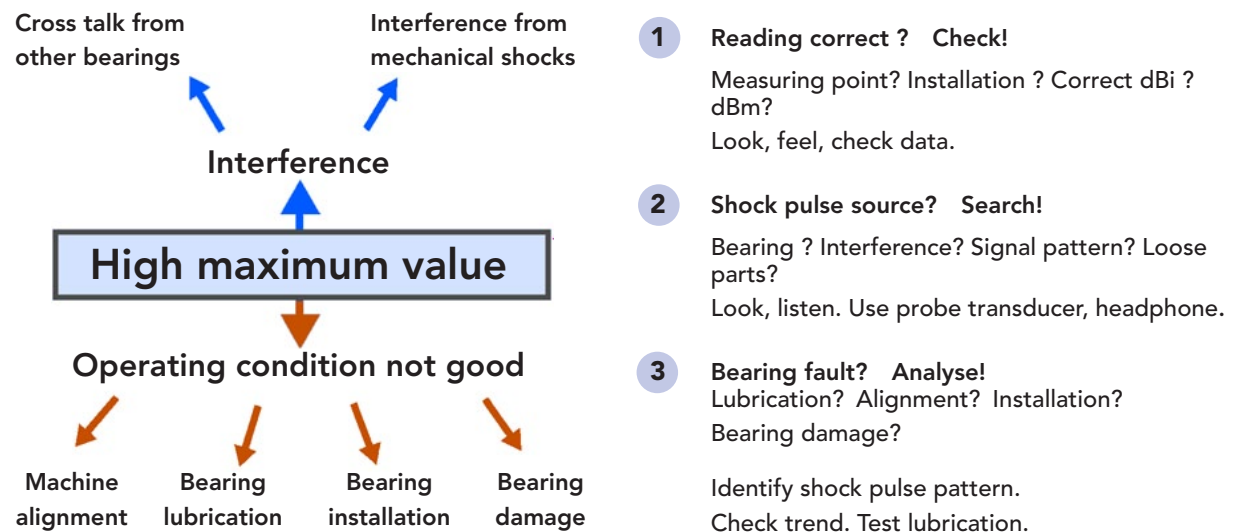 Cross talk from
other bearings
Interference from
mechanical shocks
Interference
High maximum value
Operating condition not good
Machine
alignment
Bearing
lubrication
Bearing
installation
Bearing
damage
1 Reading correct ? Check!
Measuring point? Installation ? Correct dBi ?
dBm?
Look, feel, check data.
2 Shock pulse source? Search!
Bearing ? Interference? Signal pattern? Loose
parts?
Look, listen. Use probe transducer, headphone.
3 Bearing fault? Analyse!
Lubrication? Alignment? Installation?
Bearing damage?
Identify shock pulse pattern.
Check trend. Test lubrication.